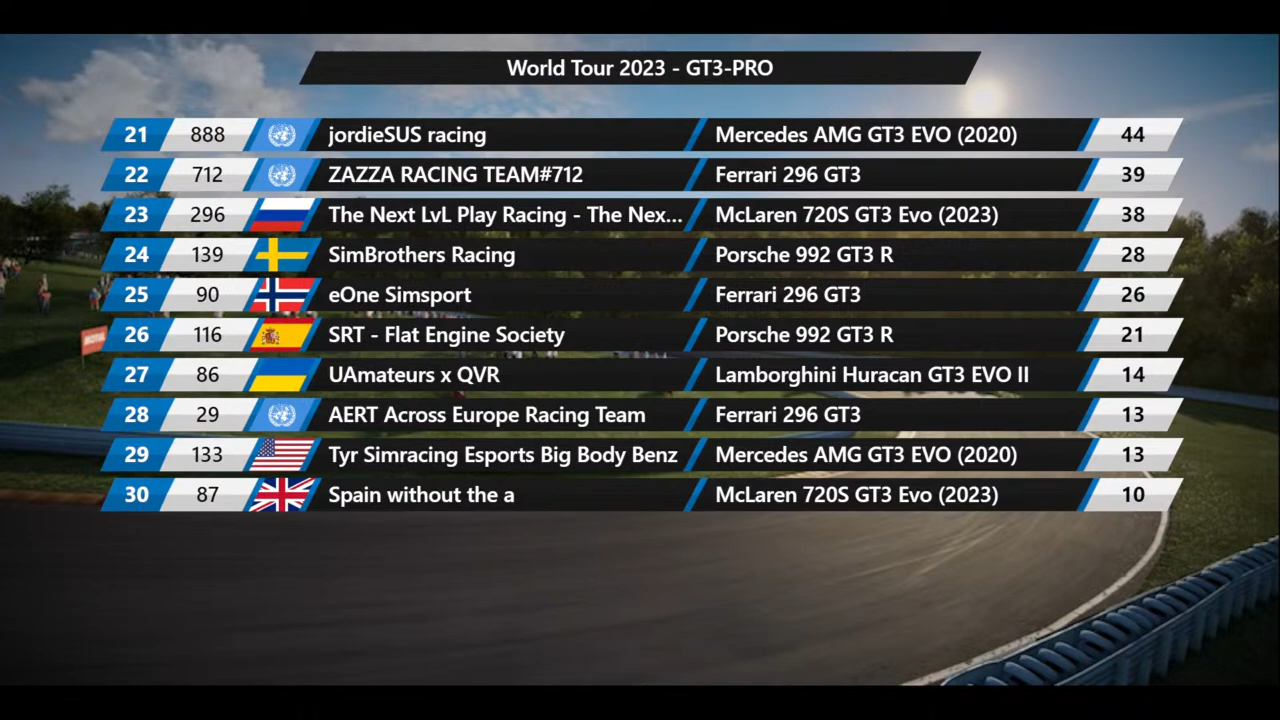 World Tour 2023 - GT3-PRO
21 888 jordieSUS racing Mercedes AMG GT3 EVO (2020) 44
22 712 ZAZZA RACING TEAM#712 Ferrari 296 GT3 39
23 296 The Next LvL Play Racing - The Nex... McLaren 720S GT3 Evo (2023) 38
24 139 SimBrothers Racing Porsche 992 GT3 R 28
25 90 eOne Simsport Ferrari 296 GT3 26
26 116 SRT - Flat Engine Society Porsche 992 GT3 R 21
27 86 UAmateurs x QVR Lamborghini Huracan GT3 EVO II 14
28 29 AERT Across Europe Racing Team Ferrari 296 GT3 13
29 133 Tyr Simracing Esports Big Body Benz Mercedes AMG GT3 EVO (2020) 13
30 87 Spain without the a McLaren 720S GT3 Evo (2023) 10
MOTUL